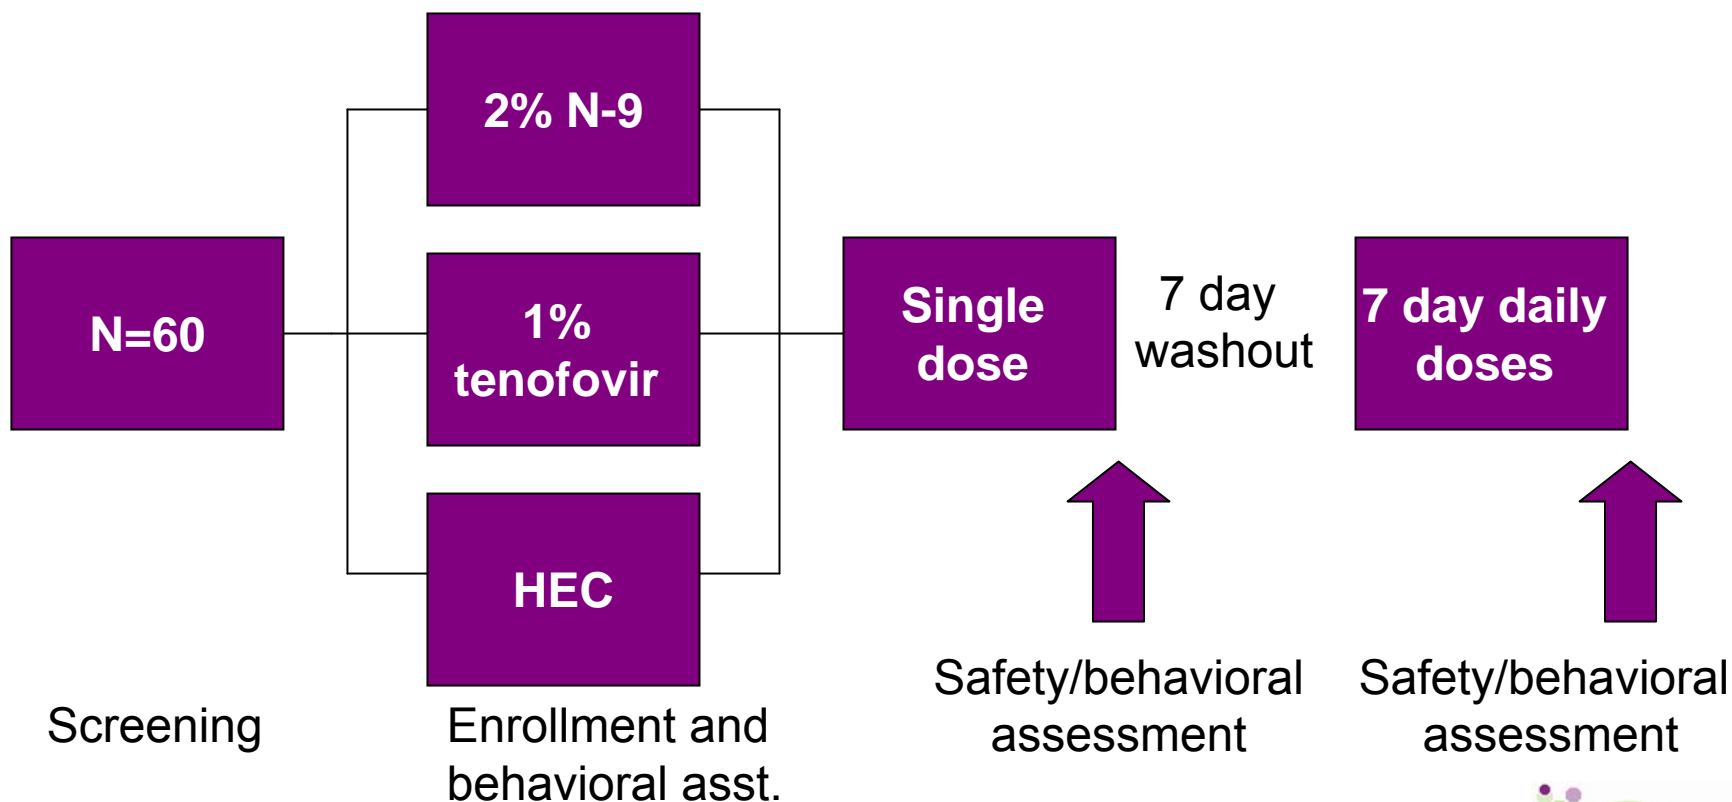 2% N-9
N=60
1%
tenofovir
HEC
Single
dose
7 day
washout
7 day daily
doses
Screening
Enrollment and
behavioral asst.
Safety/behavioral
assessment
Safety/behavioral
assessment